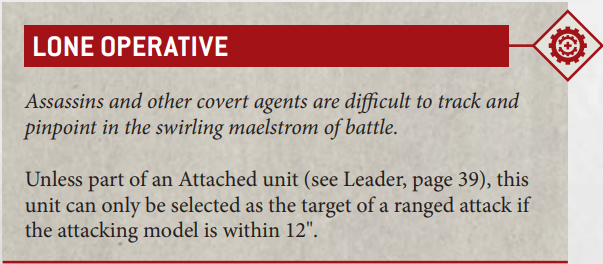 LONE OPERATIVE
Assassins and other covert agents are difficult to track and
pinpoint in the swirling maelstrom of battle.
Unless part of an Attached unit (see Leader, page 39), this
unit can only be selected as the target of a ranged attack if
the attacking model is within 12".